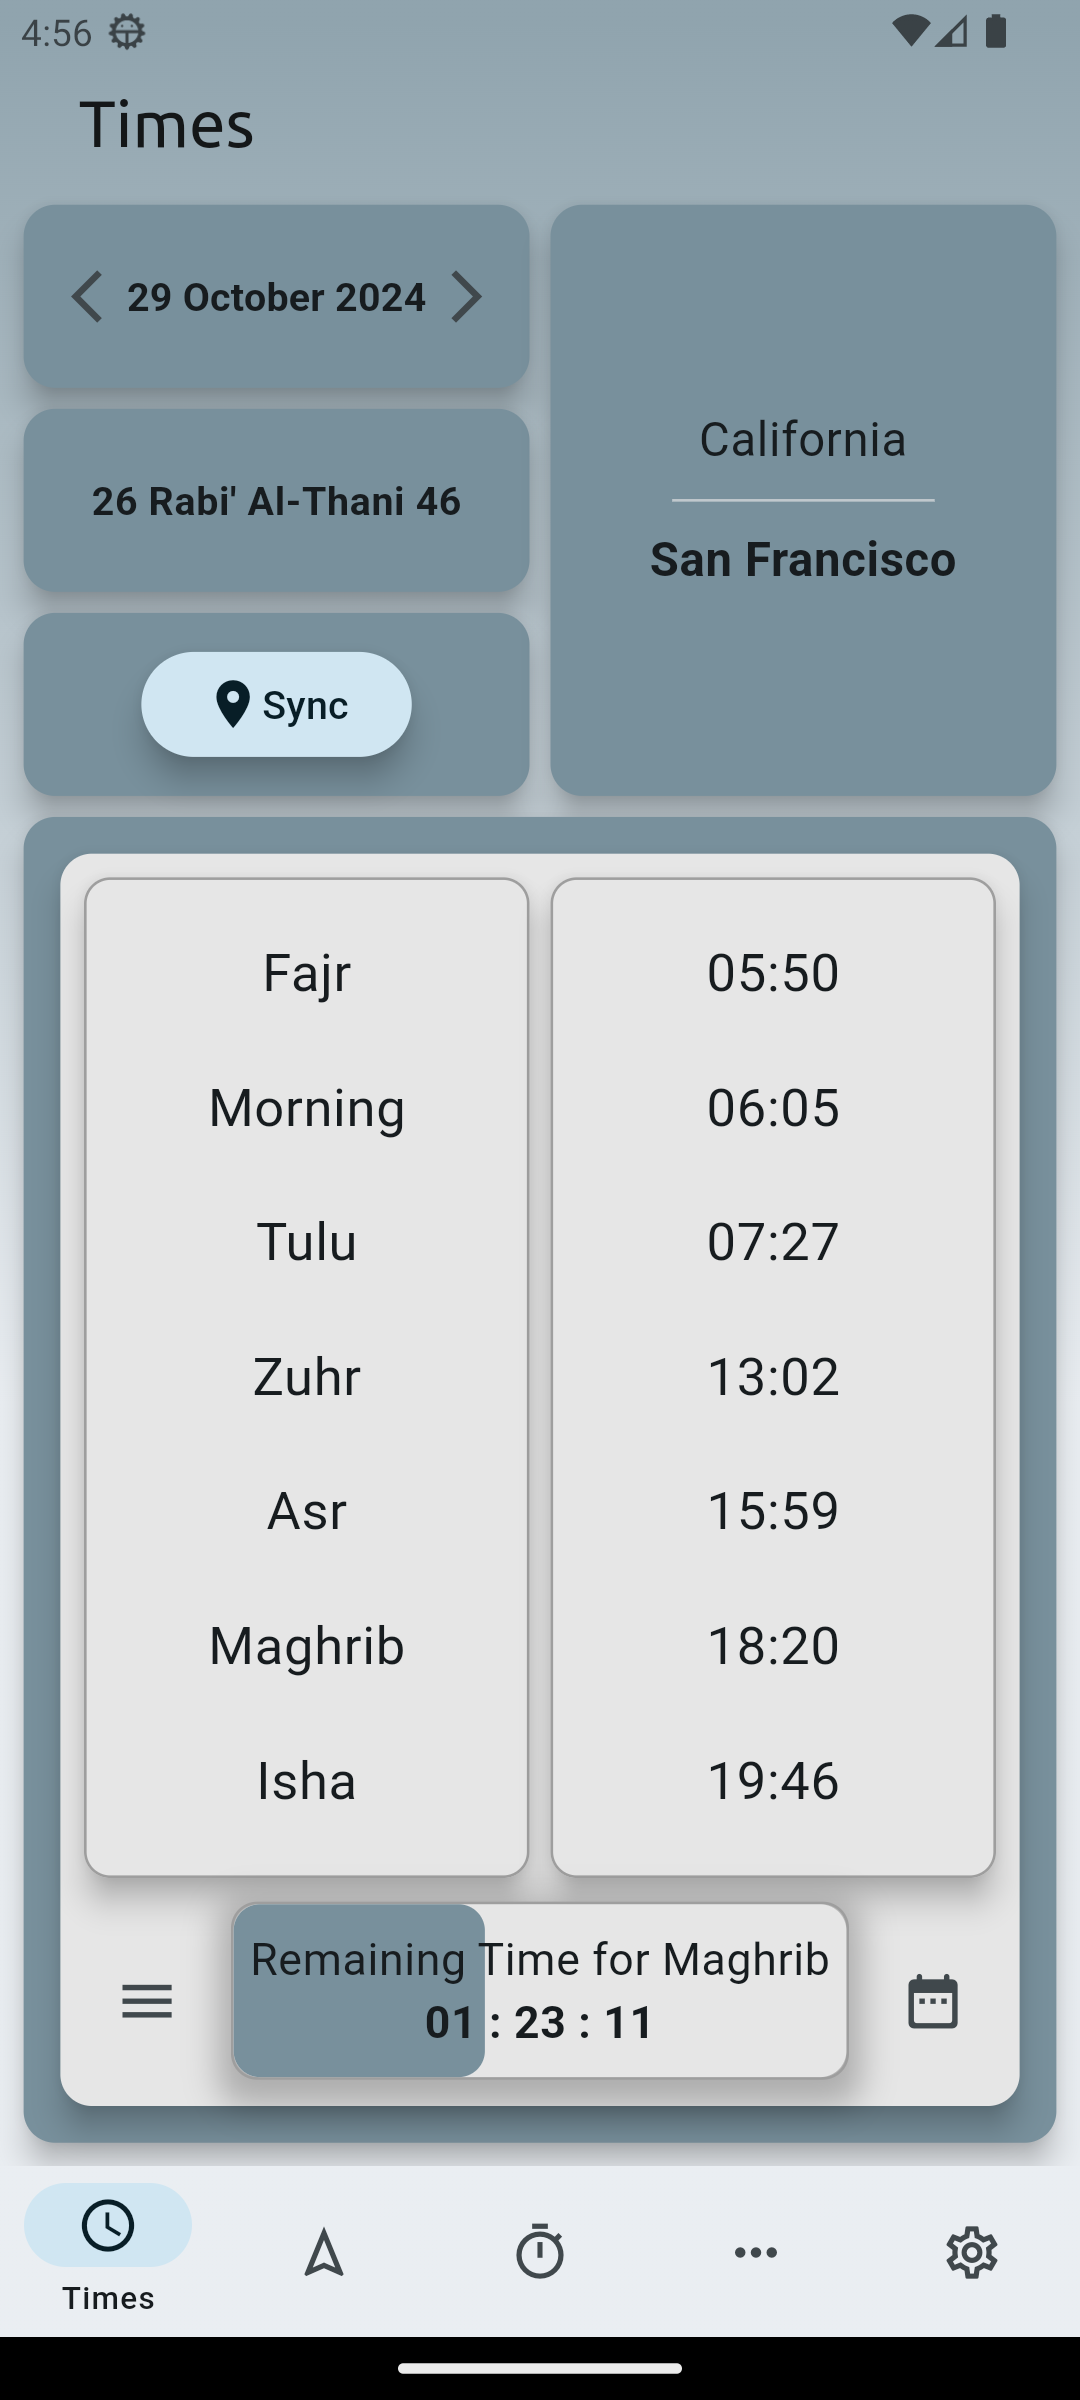 4:56
Times
29 October 2024
26 Rabi' Al-Thani 46
Sync
California
San Francisco
Fajr 05:50
Morning 06:05
Tulu 07:27
Zuhr 13:02
Asr 15:59
Maghrib 18:20
Isha 19:46
Remaining Time for Maghrib
01 : 23 : 11
Times